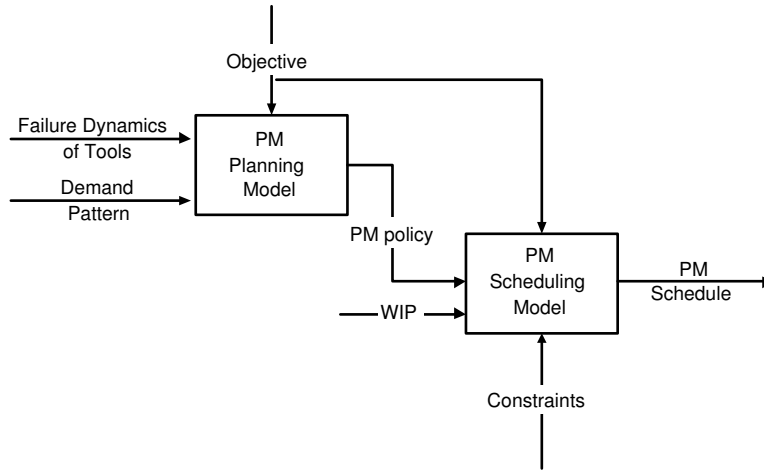 Objective
Failure Dynamics
of Tools
PM
Planning
Model
Demand
Pattern
PM policy
PM
Scheduling
Model
PM
Schedule
WIP
Constraints